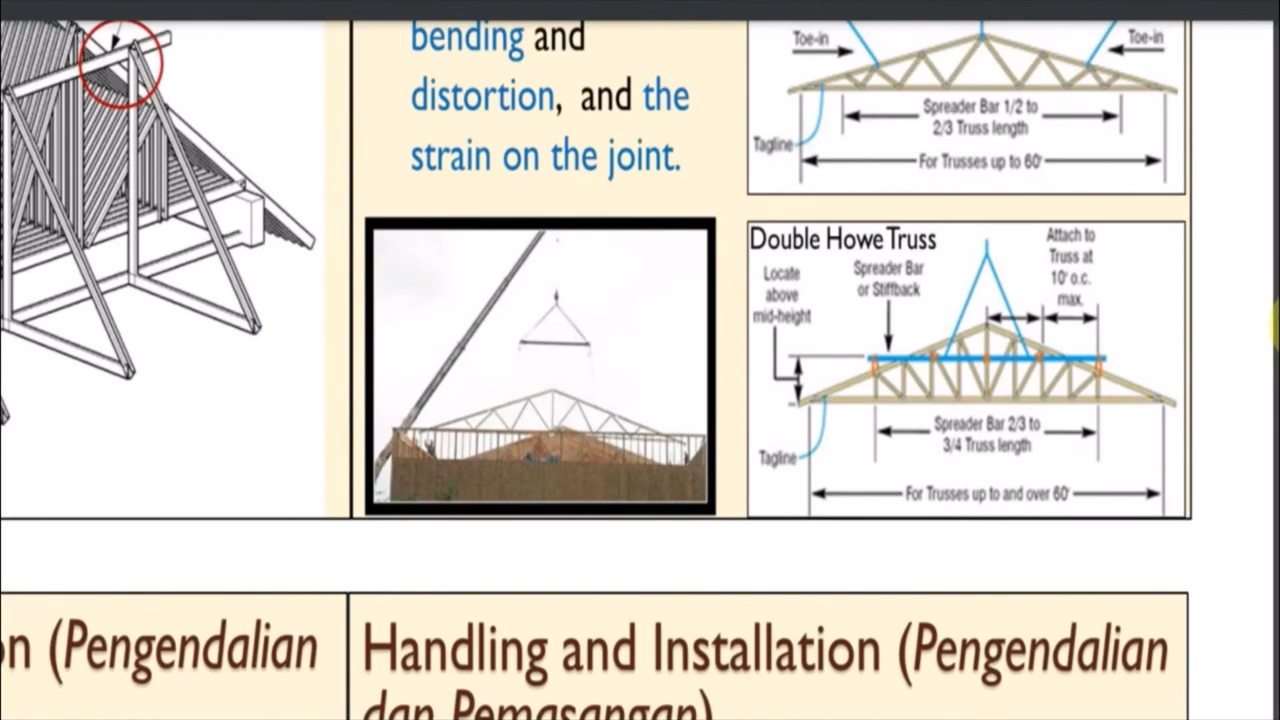 bending and
distortion, and the
strain on the joint.
Toe-in
Toe-in
Spreader Bar 1/2 to
2/3 Truss length
Tagline
For Trusses up to 60'
Double Howe Truss
Locate
above
mid-height
Spreader Bar
or Stiffback
Attach to
Truss at
10' o.c.
max.
Spreader Bar 2/3 to
3/4 Truss length
Tagline
For Trusses up to and over 60'
on (Pengendalian
Handling and Installation (Pengendalian
dan Pemasangan)